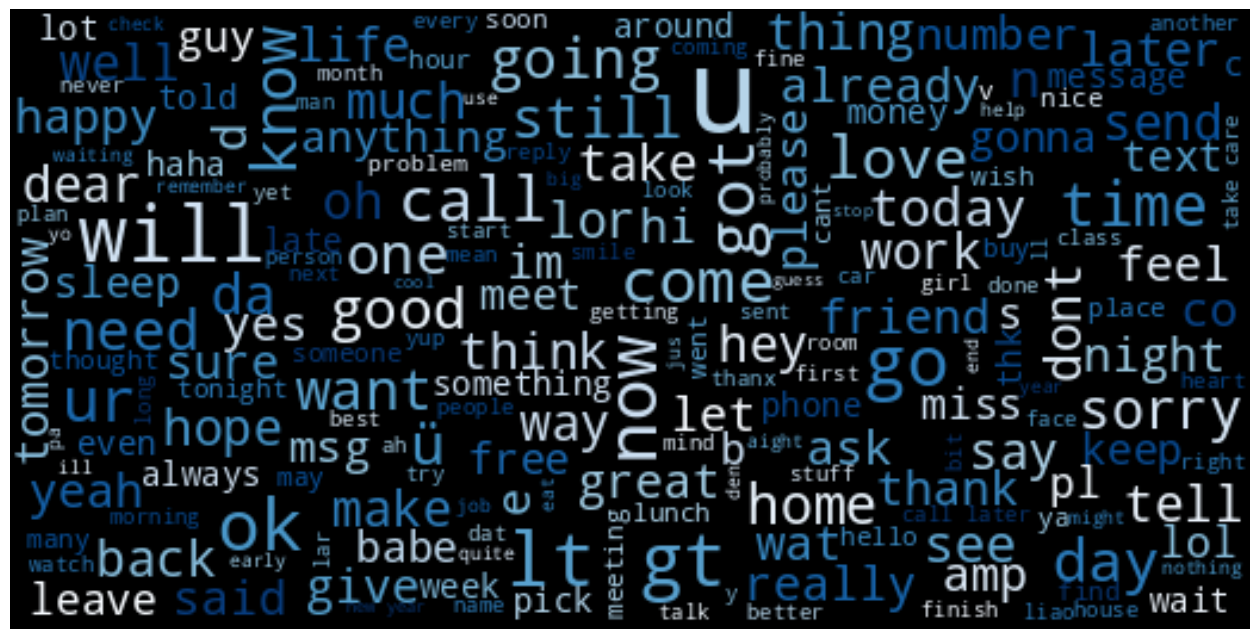 lot check guy know life hour every soon around thing number later another
well never month going coming fine c
told man much use still u already v n message nice
happy d anything money help gonna send
waiting haha problem reply take got please probably love text take care
dear remember yet oh call big look wish
plan will start lor hi cant stop today time
yo late person one mean smile work buy ll class feel
tomorrow sleep da next cool im come guess car girl done dont
need yes good meet getting sent friend s place co
thought sure someone yup think now jus went hey room go end thk night
ur long tonight want something thanx first year heart
hope best people way let phone miss face sorry
even pa msg ah ü free mind b aight ask bit say keep right
ill always may try great den stuff
yeah job eat e home thank pl tell
morning ok make lunch call later ya might
many lar dat meeting wat hello see lol
watch back early babe quite lt gt day nothing
leave said give week pick y really amp find wait
new year name talk better finish liao house